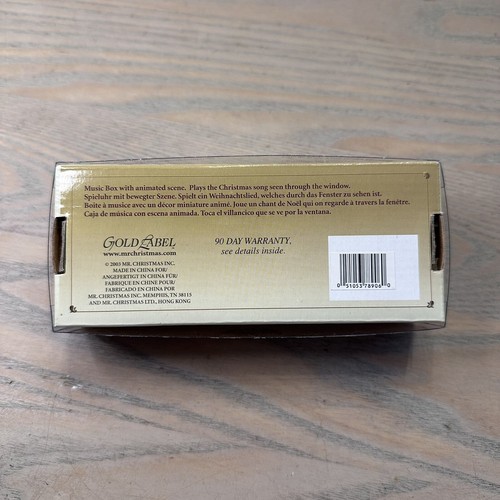 Music Box with animated scene. Plays the Christmas song seen through the window.
Spieluhr mit bewegter Szene. Spielt ein Weihnachtslied, welches durch das Fenster zu sehen ist.
Boîte à musice avec un décor miniature animé. Joue un chant de Noël qui on regarde à travers la fenêtre.
Caja de música con escena animada. Toca el villancico que se ve por la ventana.
GOLD LABEL
www.mrchristmas.com
© 2003 MR. CHRISTMAS INC.
MADE IN CHINA FOR/
ANGEFERTIGT IN CHINA FÜR/
FABRIQUE EN CHINE POUR/
FABRICADO EN CHINA POR
MR. CHRISTMAS INC. MEMPHIS, TN 38115
and MR. CHRISTMAS LTD., HONG KONG
90 DAY WARRANTY,
see details inside.
0 51053 78906 0